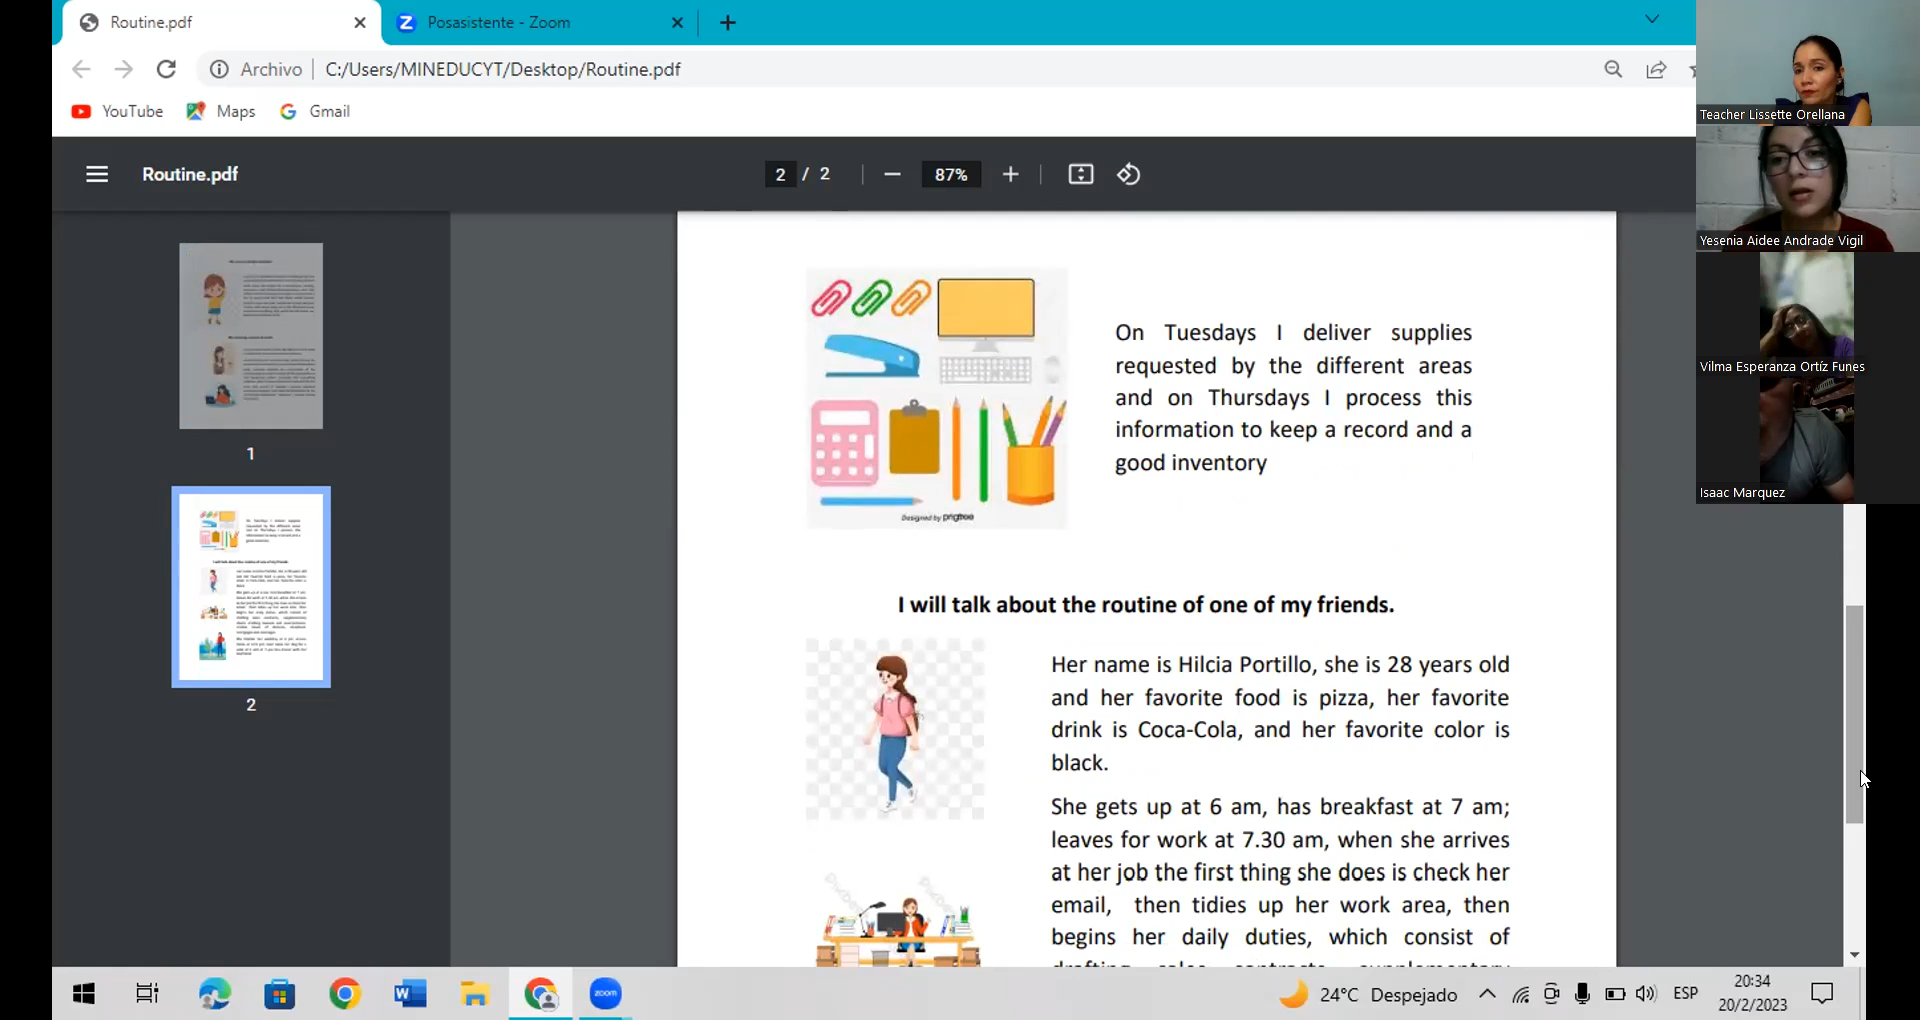 Routine.pdf
Posasistente - Zoom
Archivo
C:/Users/MINEDUCYT/Desktop/Routine.pdf
YouTube
Maps
Gmail
Routine.pdf
2 / 2
87%
1
2
On Tuesdays I deliver supplies
requested by the different areas
and on Thursdays I process this
information to keep a record and a
good inventory
Designed by pngtree
I will talk about the routine of one of my friends.
Her name is Hilcia Portillo, she is 28 years old
and her favorite food is pizza, her favorite
drink is Coca-Cola, and her favorite color is
black.
She gets up at 6 am, has breakfast at 7 am;
leaves for work at 7.30 am, when she arrives
at her job the first thing she does is check her
email, then tidies up her work area, then
begins her daily duties, which consist of
drafting sales contracts, supplementary
Teacher Lissette Orellana
Yesenia Aidee Andrade Vigil
Vilma Esperanza Ortíz Funes
Isaac Marquez
zoom
24°C Despejado
ESP
20:34
20/2/2023